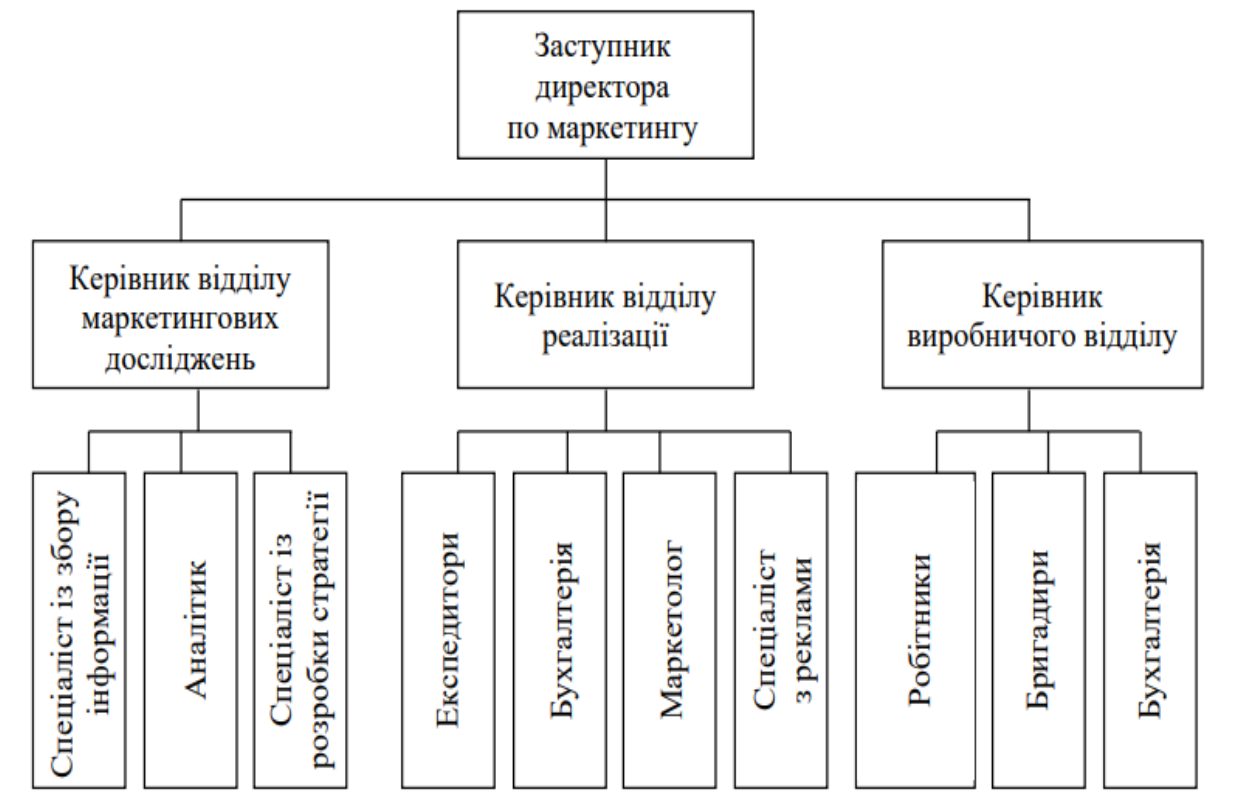 Заступник
директора
по маркетингу
Керівник відділу
маркетингових
досліджень
Керівник відділу
реалізації
Керівник
виробничого відділу
Спеціаліст із збору
інформації
Аналітик
Спеціаліст із
розробки стратегії
Експедитори
Бухгалтерія
Маркетолог
Спеціаліст
з реклами
Робітники
Бригадири
Бухгалтерія